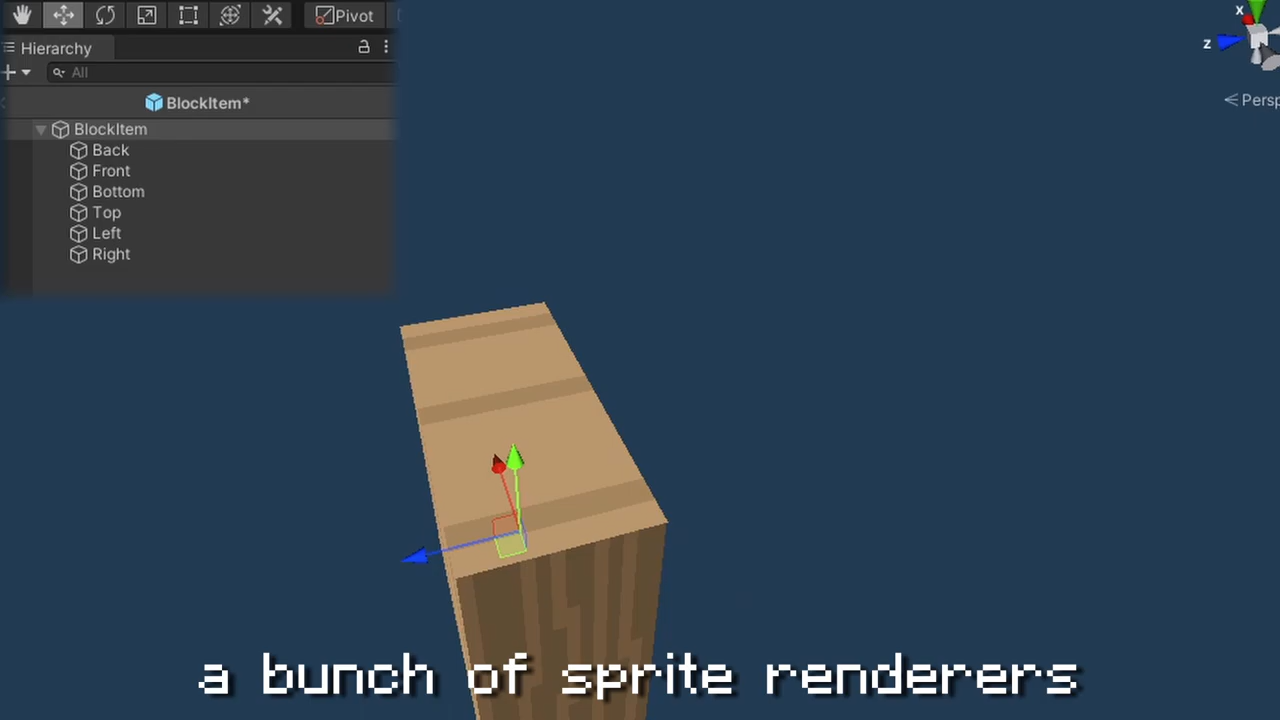 Pivot
Hierarchy
All
BlockItem*
BlockItem
Back
Front
Bottom
Top
Left
Right
x
z
Persp
a bunch of sprite renderers